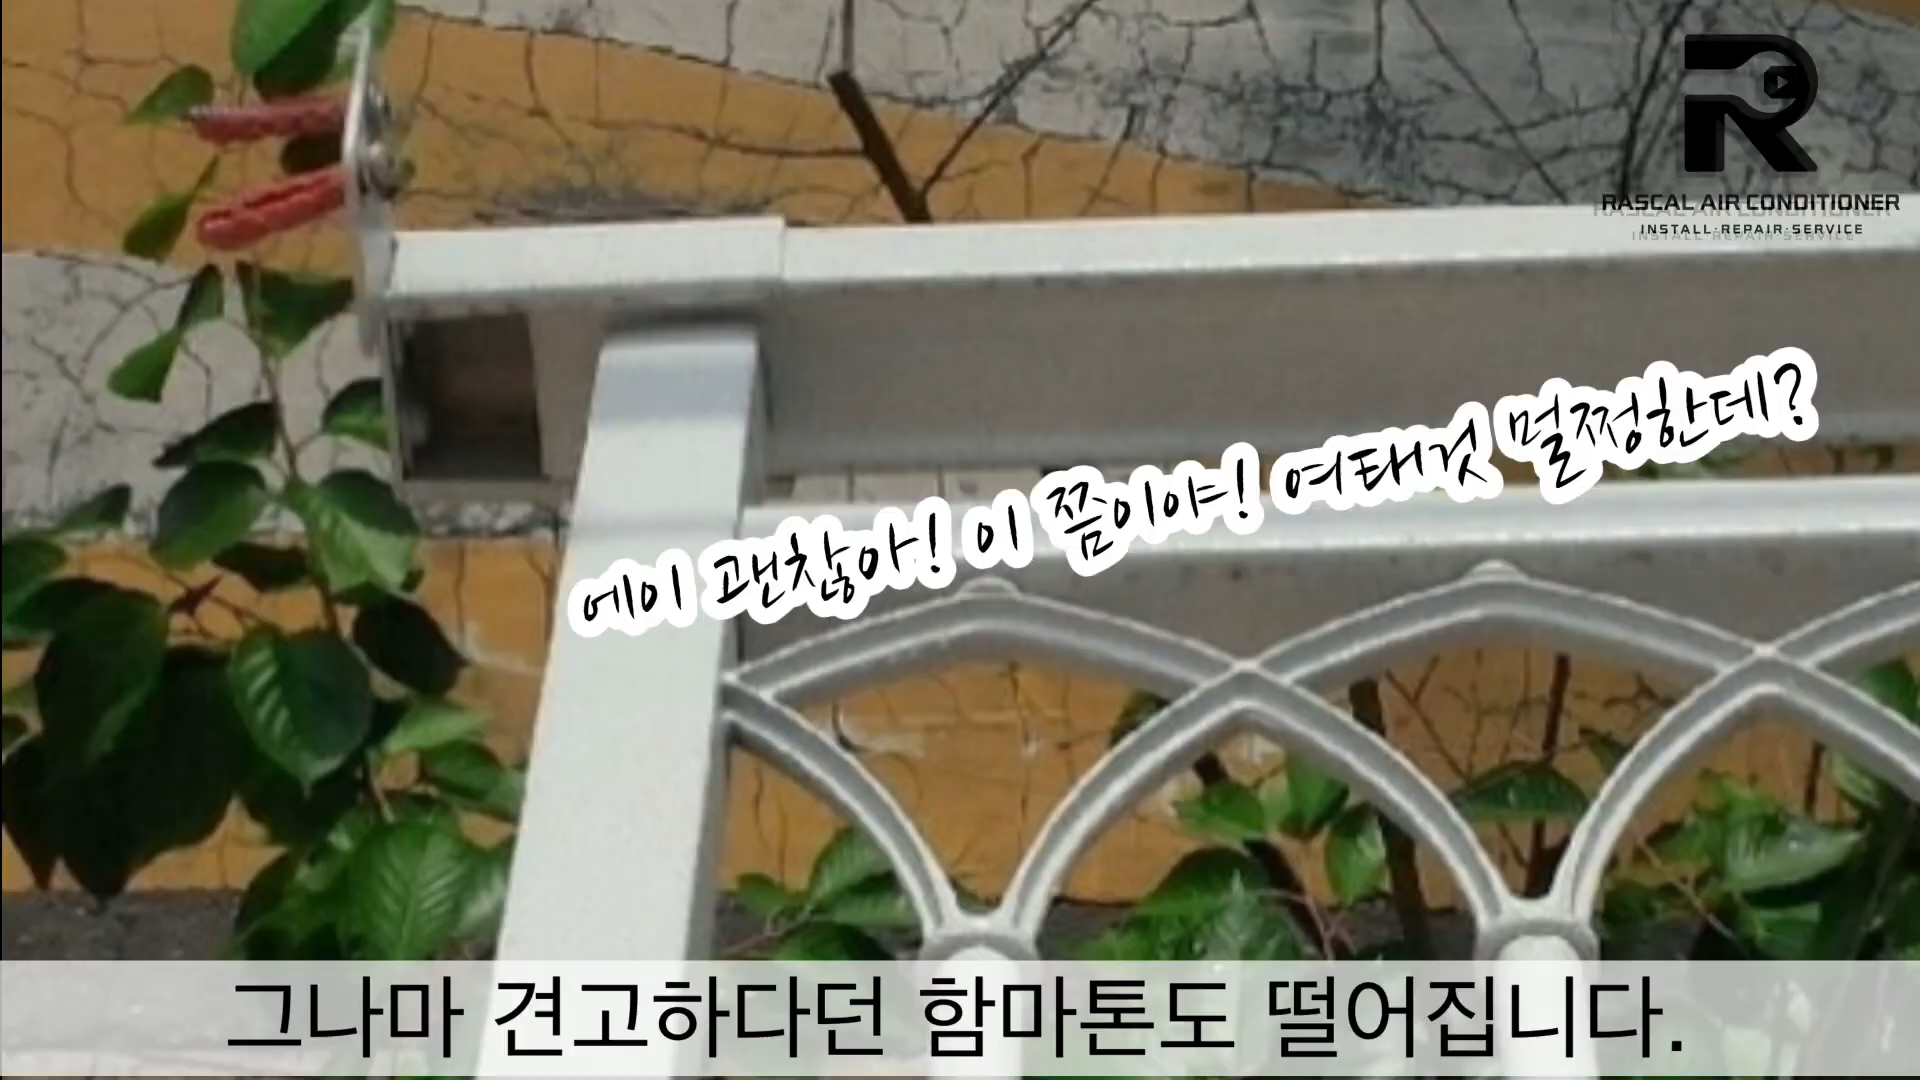 RASCAL AIR CONDITIONER
INSTALL·REPAIR·SERVICE
에이 괜찮아! 이 쯤이야! 여태것 멀쩡한데?
그나마 견고하다던 함마톤도 떨어집니다.